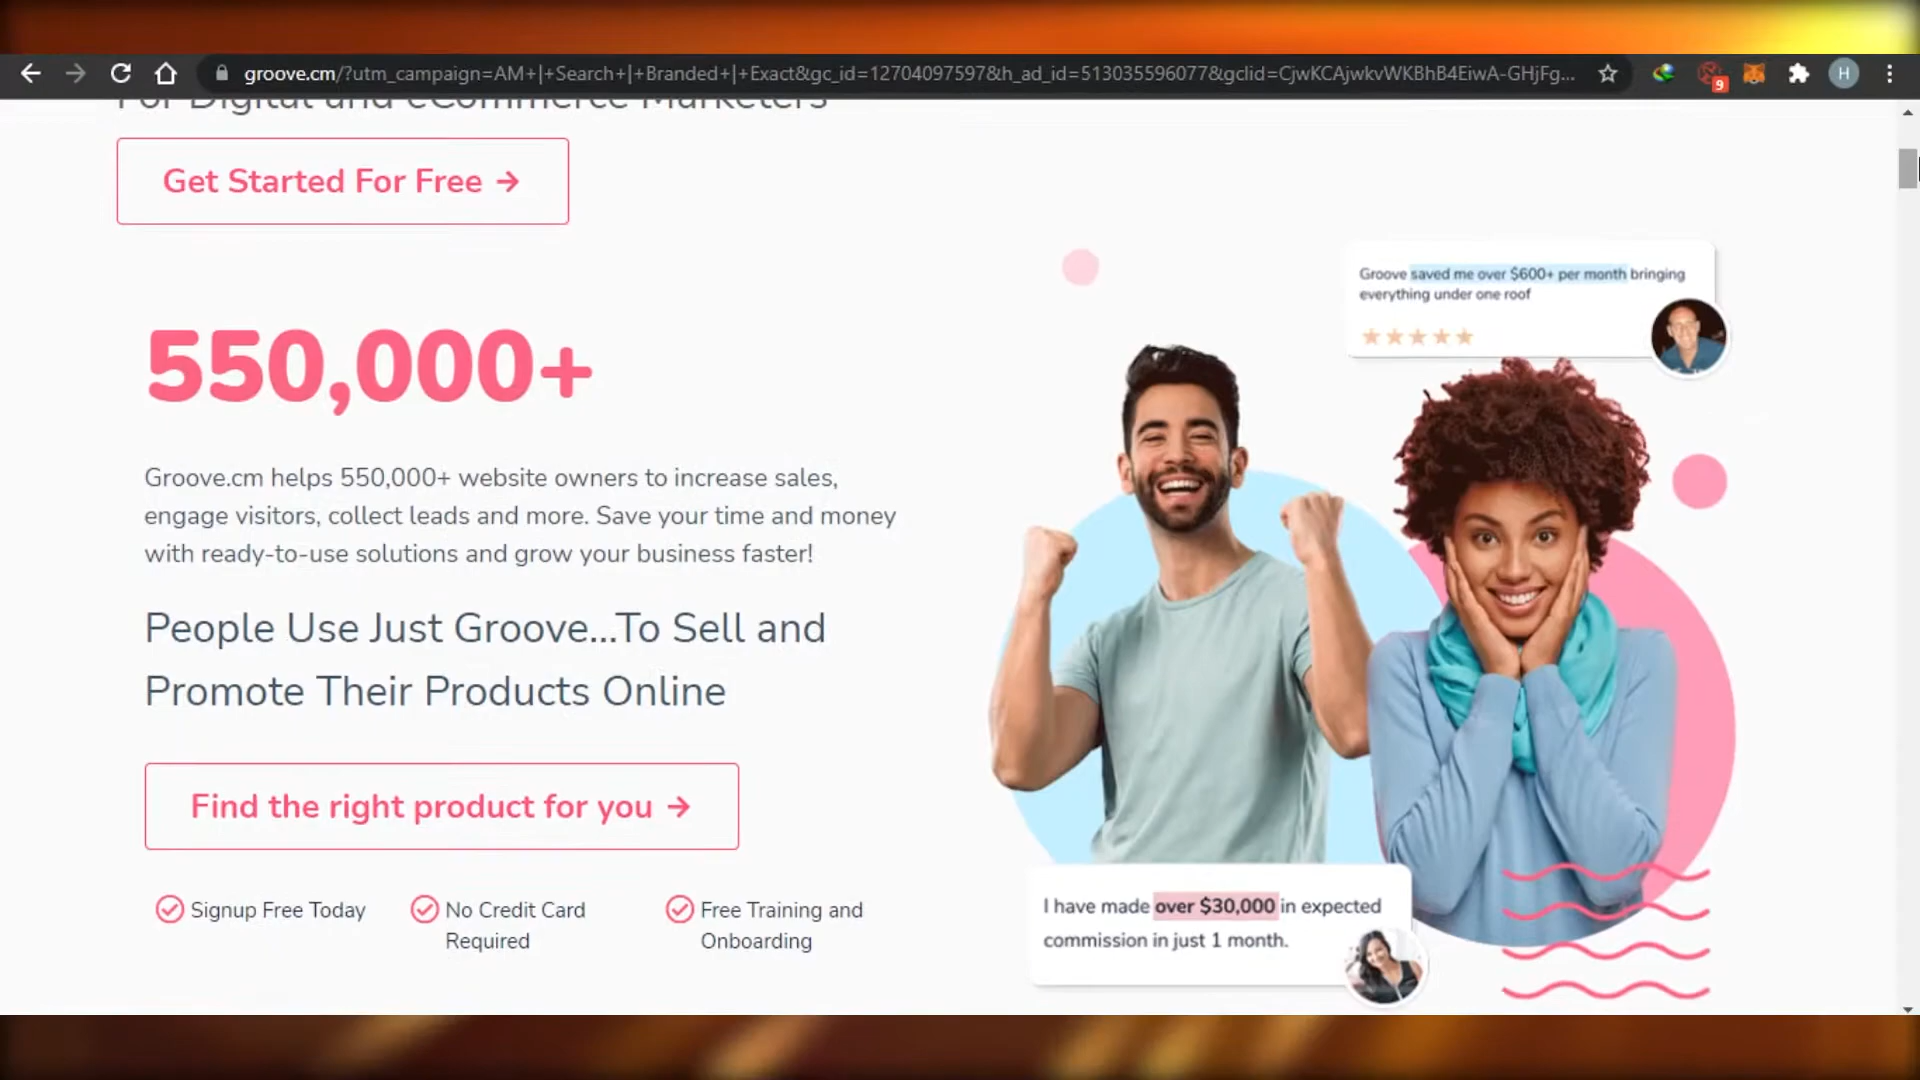 groove.cm/?utm_campaign=AM+|+Search+|+Branded+|+Exact&gc_id=12704097597&h_ad_id=513035596077&gclid=CjwKCAjwkvWKBhB4EiwA-GHjFg...
9
H
For Digital and eCommerce Marketers
Get Started For Free →
Groove saved me over $600+ per month bringing
everything under one roof
550,000+
Groove.cm helps 550,000+ website owners to increase sales,
engage visitors, collect leads and more. Save your time and money
with ready-to-use solutions and grow your business faster!
People Use Just Groove...To Sell and
Promote Their Products Online
Find the right product for you →
Signup Free Today
No Credit Card
Required
Free Training and
Onboarding
I have made over $30,000 in expected
commission in just 1 month.